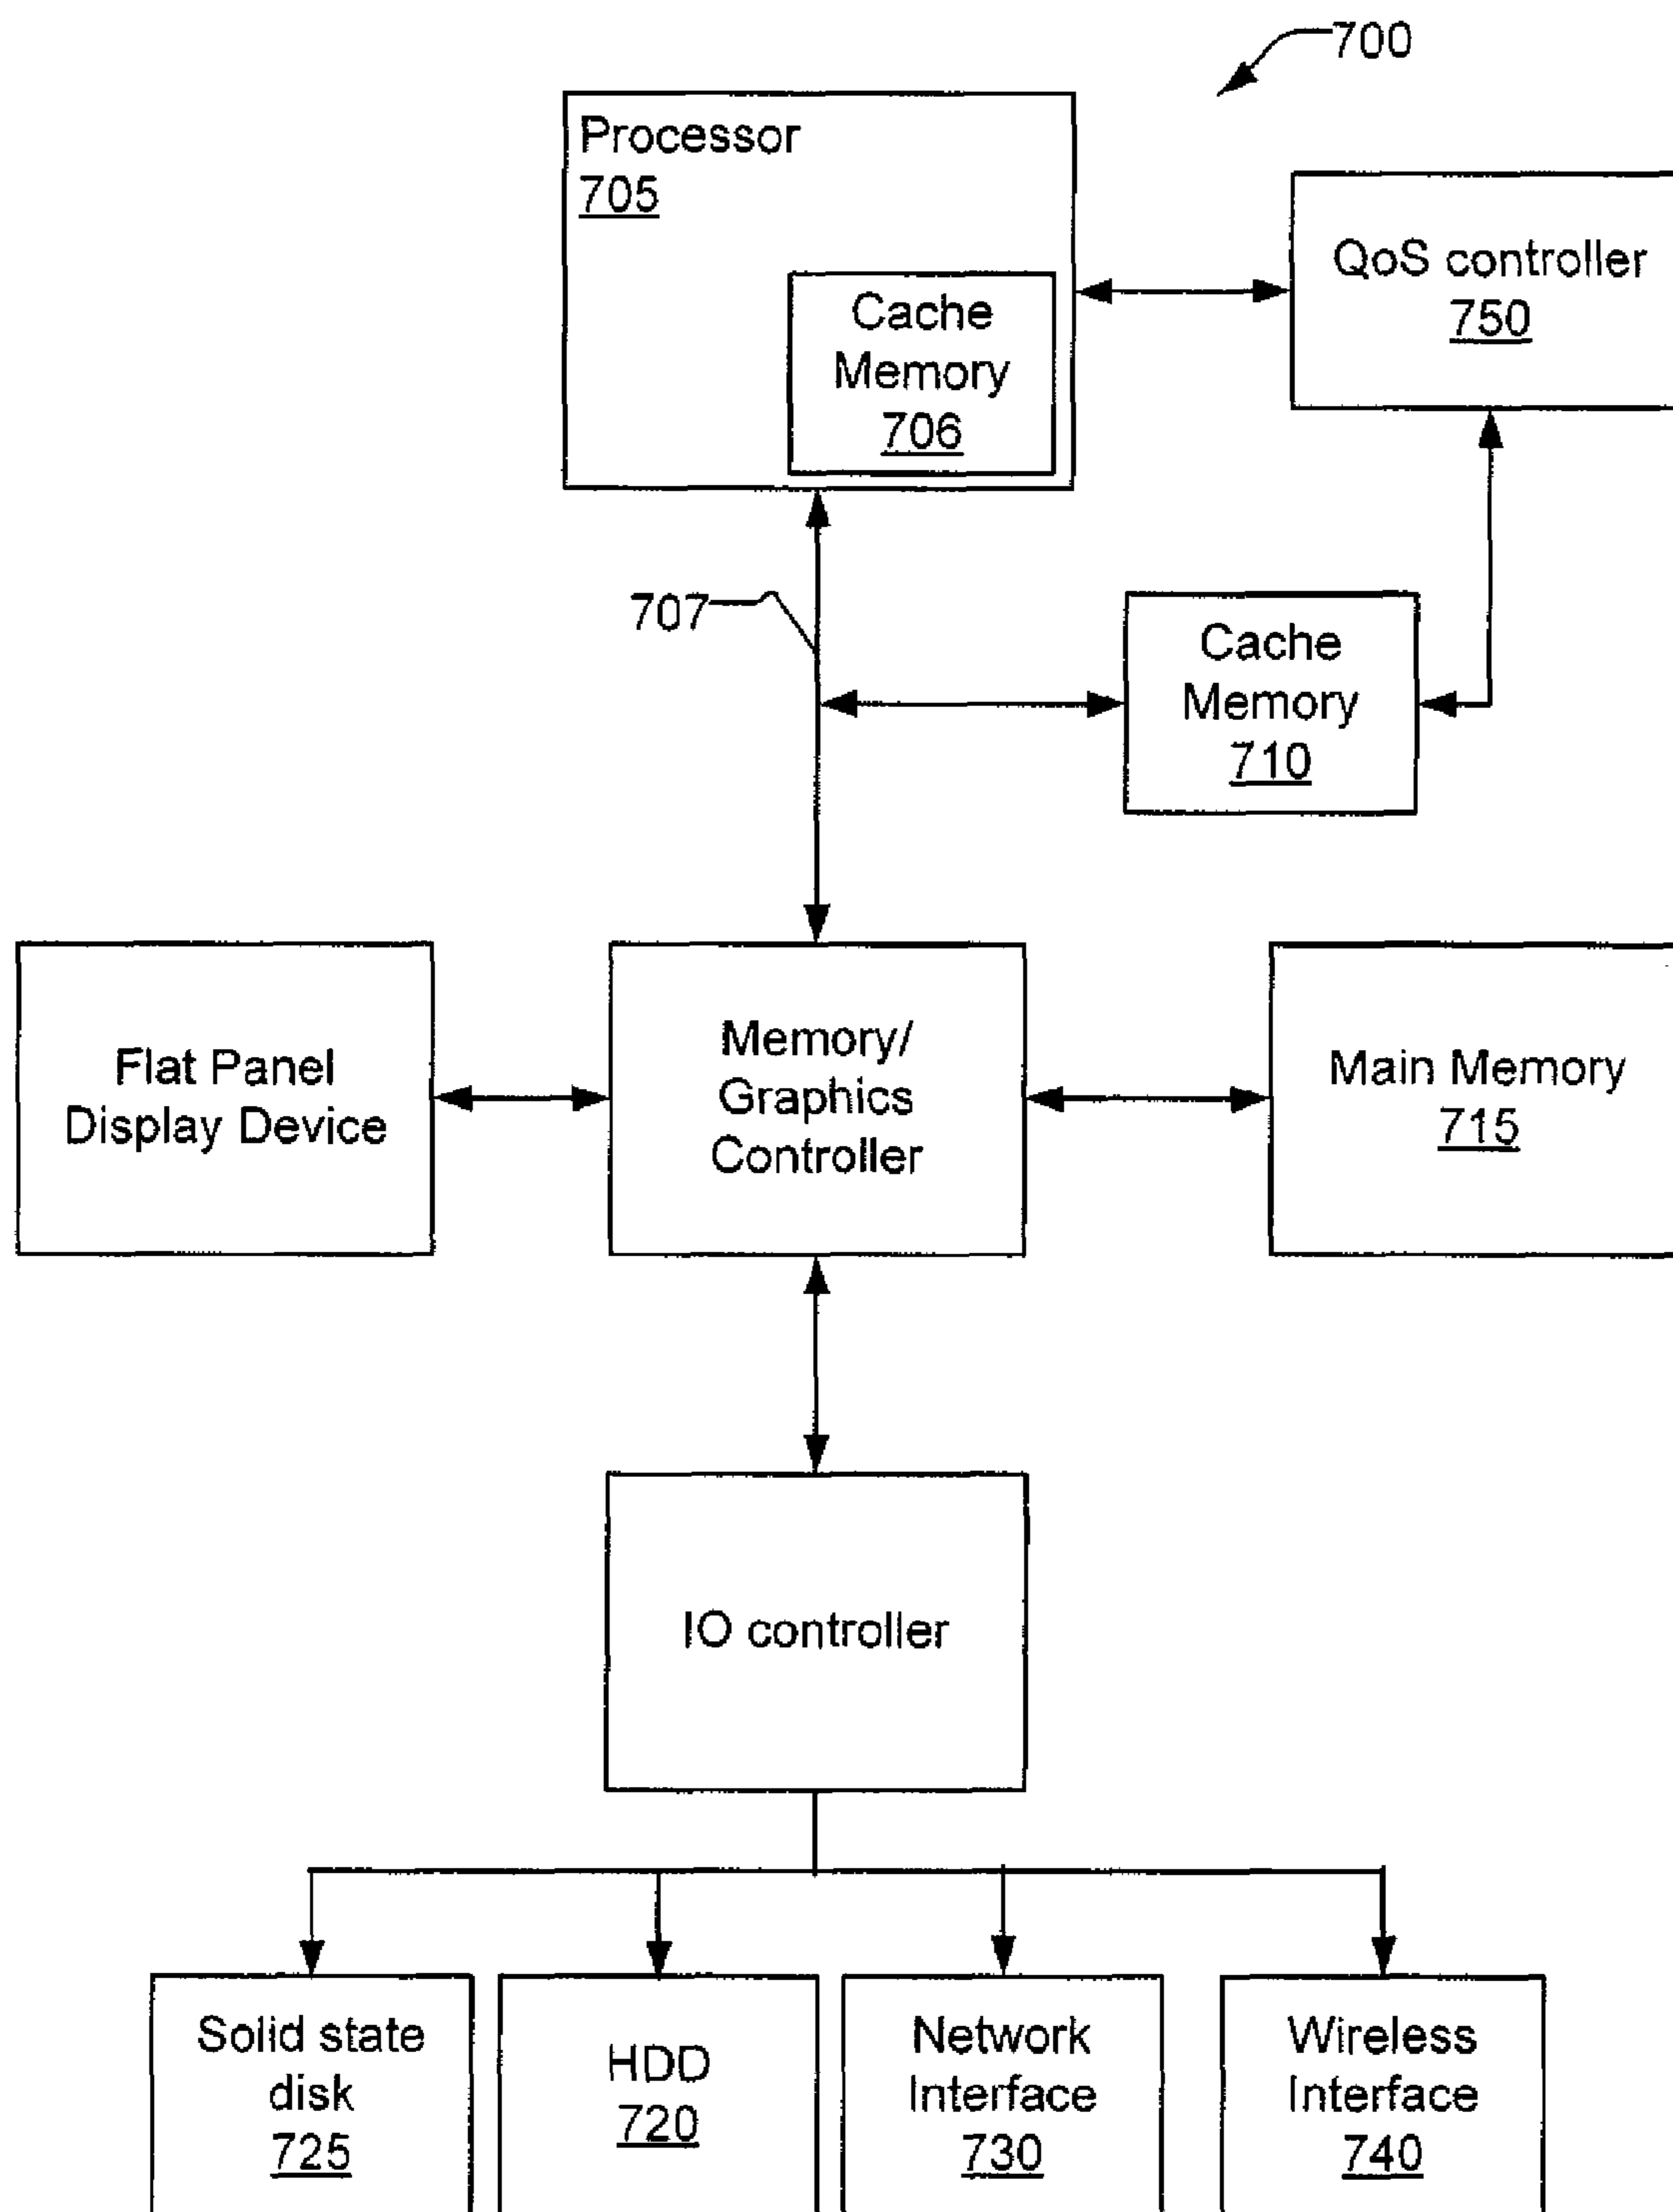 700
Processor
705
Cache
Memory
706
QoS controller
750
707
Cache
Memory
710
Flat Panel
Display Device
Memory/
Graphics
Controller
Main Memory
715
IO controller
Solid state
disk
725
HDD
720
Network
Interface
730
Wireless
Interface
740